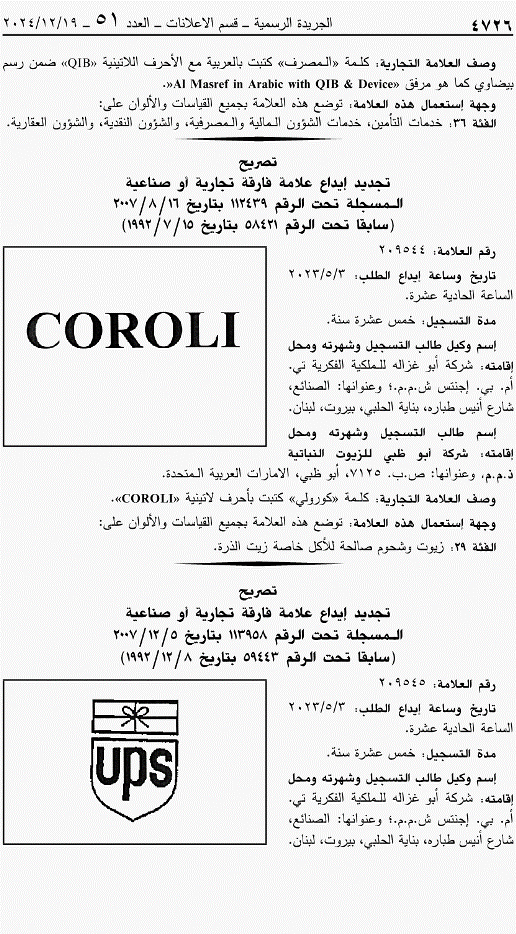 ٤٧٢٦ الجريدة الرسمية ـ قسم الاعلانات ـ العدد ٥١ ـ ٢٠٢٤/١٢/١٩
وصف العلامة التجارية: كلمة «المصرف» كتبت بالعربية مع الأحرف اللاتينية «QIB» ضمن رسم
بيضاوي كما هو مرفق «Al Masref in Arabic with QIB & Device».
وجهة إستعمال هذه العلامة: توضع هذه العلامة بجميع القياسات والألوان على:
الفئة ٣٦: خدمات التأمين، خدمات الشؤون المالية والمصرفية، والشؤون النقدية، والشؤون العقارية.
تصريح
تجديد إيداع علامة فارقة تجارية أو صناعية
المسجلة تحت الرقم ١١٢٤٣٩ بتاريخ ٢٠٠٧/٨/١٦
(سابقا تحت الرقم ٥٨٤٢١ بتاريخ ١٩٩٢/٧/١٥)
رقم العلامة: ٢٠٩٥٤٤
تاريخ وساعة إيداع الطلب: ٢٠٢٣/٥/٣
الساعة الحادية عشرة.
مدة التسجيل: خمس عشرة سنة.
إسم وكيل طالب التسجيل وشهرته ومحل
إقامته: شركة أبو غزاله للملكية الفكرية تي.
أم. بي. إجنتس ش.م.م.؛ وعنوانها: الصنائع،
شارع أنيس طباره، بناية الحلبي، بيروت، لبنان.
COROLI
إسم طالب التسجيل وشهرته ومحل
إقامته: شركة أبو ظبي للزيوت النباتية
ذ.م.م. وعنوانها: ص.ب. ٧١٢٥، أبو ظبي، الامارات العربية المتحدة.
وصف العلامة التجارية: كلمة «كورولي» كتبت بأحرف لاتينية «COROLI».
وجهة إستعمال هذه العلامة: توضع هذه العلامة بجميع القياسات والألوان على:
الفئة ٢٩: زيوت وشحوم صالحة للأكل خاصة زيت الذرة.
تصريح
تجديد إيداع علامة فارقة تجارية أو صناعية
المسجلة تحت الرقم ١١٣٩٥٨ بتاريخ ٢٠٠٧/١٢/٥
(سابقا تحت الرقم ٥٩٤٤٣ بتاريخ ١٩٩٢/١٢/٨)
رقم العلامة: ٢٠٩٥٤٥
تاريخ وساعة إيداع الطلب: ٢٠٢٣/٥/٣
الساعة الحادية عشرة.
مدة التسجيل: خمس عشرة سنة.
إسم وكيل طالب التسجيل وشهرته ومحل
إقامته: شركة أبو غزاله للملكية الفكرية تي.
أم. بي. إجنتس ش.م.م.؛ وعنوانها: الصنائع،
شارع أنيس طباره، بناية الحلبي، بيروت، لبنان.
ups